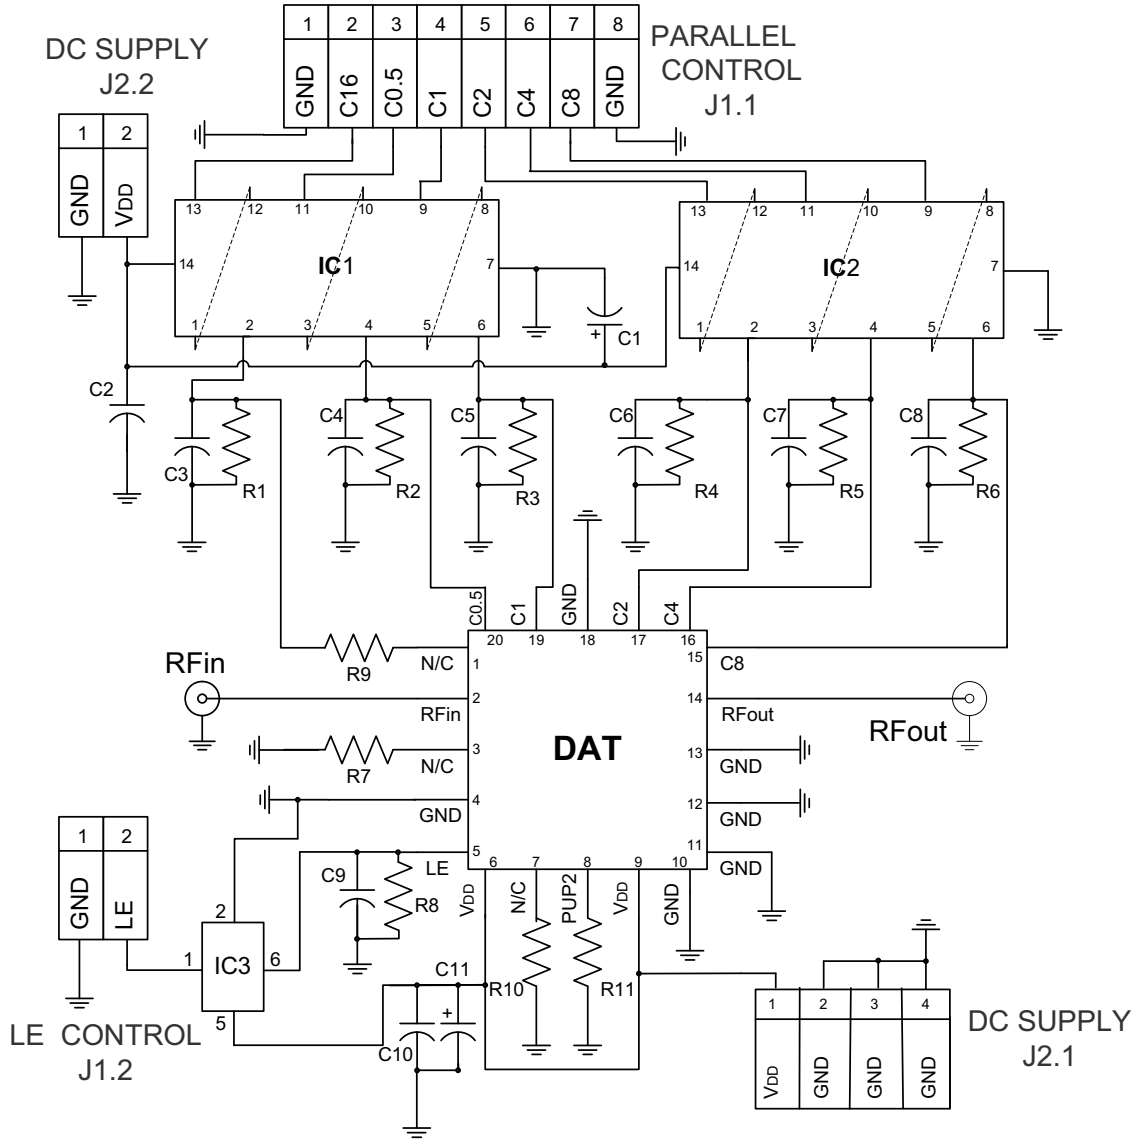 DC SUPPLY
J2.2
1 2
GND VDD
1 2 3 4 5 6 7 8
GND C16 C0.5 C1 C2 C4 C8 GND
PARALLEL
CONTROL
J1.1
13 12 11 10 9 8
14 IC1 7
1 2 3 4 5 6
13 12 11 10 9 8
14 IC2 7
1 2 3 4 5 6
+ C1
C2
C3 R1
C4 R2
C5 R3
C6 R4
C7 R5
C8 R6
C0.5 C1 GND C2 C4
20 19 18 17 16
R9 N/C 1
RFin
RFin 2
R7 N/C 3
GND 4
LE 5
DAT
15 C8
14 RFout
RFout
13 GND
12 GND
11 GND
6 7 8 9 10
VDD N/C PUP2 VDD GND
C9 R8
1 2
GND LE
2
1 IC3 6
5
LE CONTROL
J1.2
C11
+
C10
R10 R11
1 2 3 4
VDD GND GND GND
DC SUPPLY
J2.1